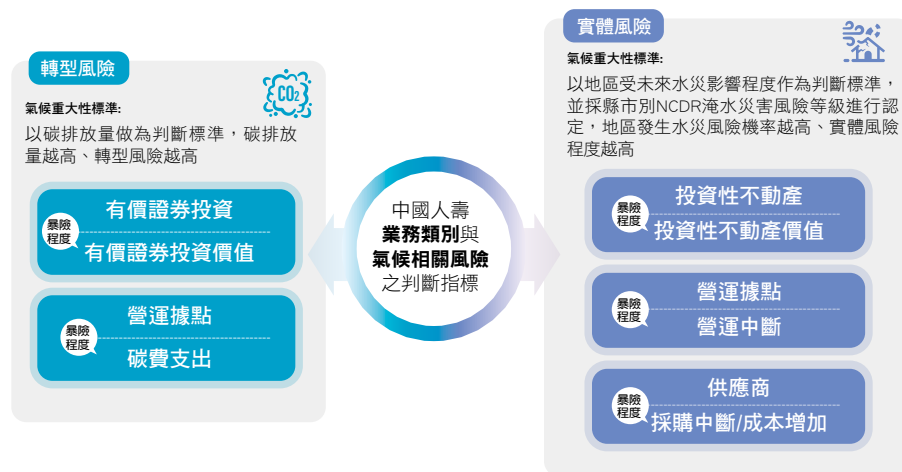 轉型風險
氣候重大性標準:
CO2
以碳排放量做為判斷標準，碳排放
量越高、轉型風險越高
有價證券投資
暴險
程度
有價證券投資價值
營運據點
暴險
程度
碳費支出
中國人壽
業務類別與
氣候相關風險
之判斷指標
實體風險
氣候重大性標準:
以地區受未來水災影響程度作為判斷標準，
並採縣市別NCDR淹水災害風險等級進行認
定，地區發生水災風險機率越高、實體風險
程度越高
投資性不動產
暴險
程度
投資性不動產價值
營運據點
暴險
程度
營運中斷
供應商
暴險
程度
採購中斷/成本增加